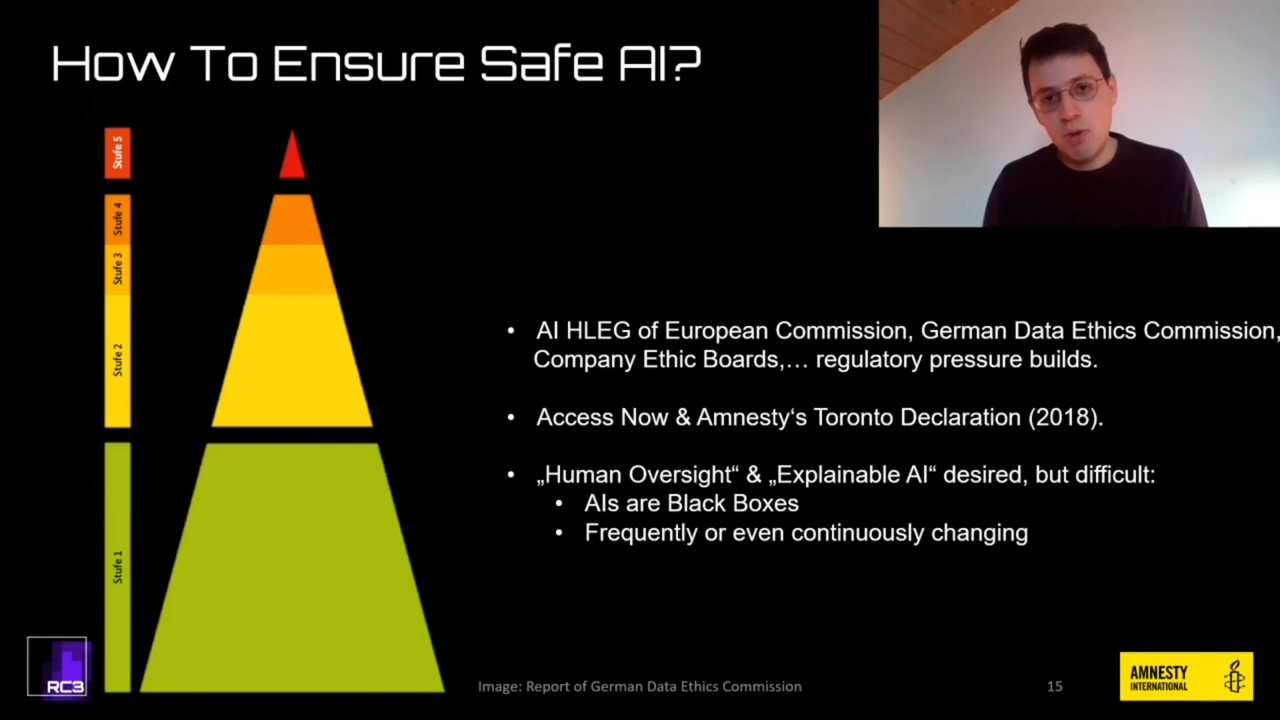 How To Ensure Safe AI?
Stufe 5
Stufe 4
Stufe 3
Stufe 2
Stufe 1
• AI HLEG of European Commission, German Data Ethics Commission,
Company Ethic Boards,… regulatory pressure builds.
• Access Now & Amnesty‘s Toronto Declaration (2018).
• „Human Oversight“ & „Explainable AI“ desired, but difficult:
• AIs are Black Boxes
• Frequently or even continuously changing
RC3
Image: Report of German Data Ethics Commission
15
AMNESTY
INTERNATIONAL